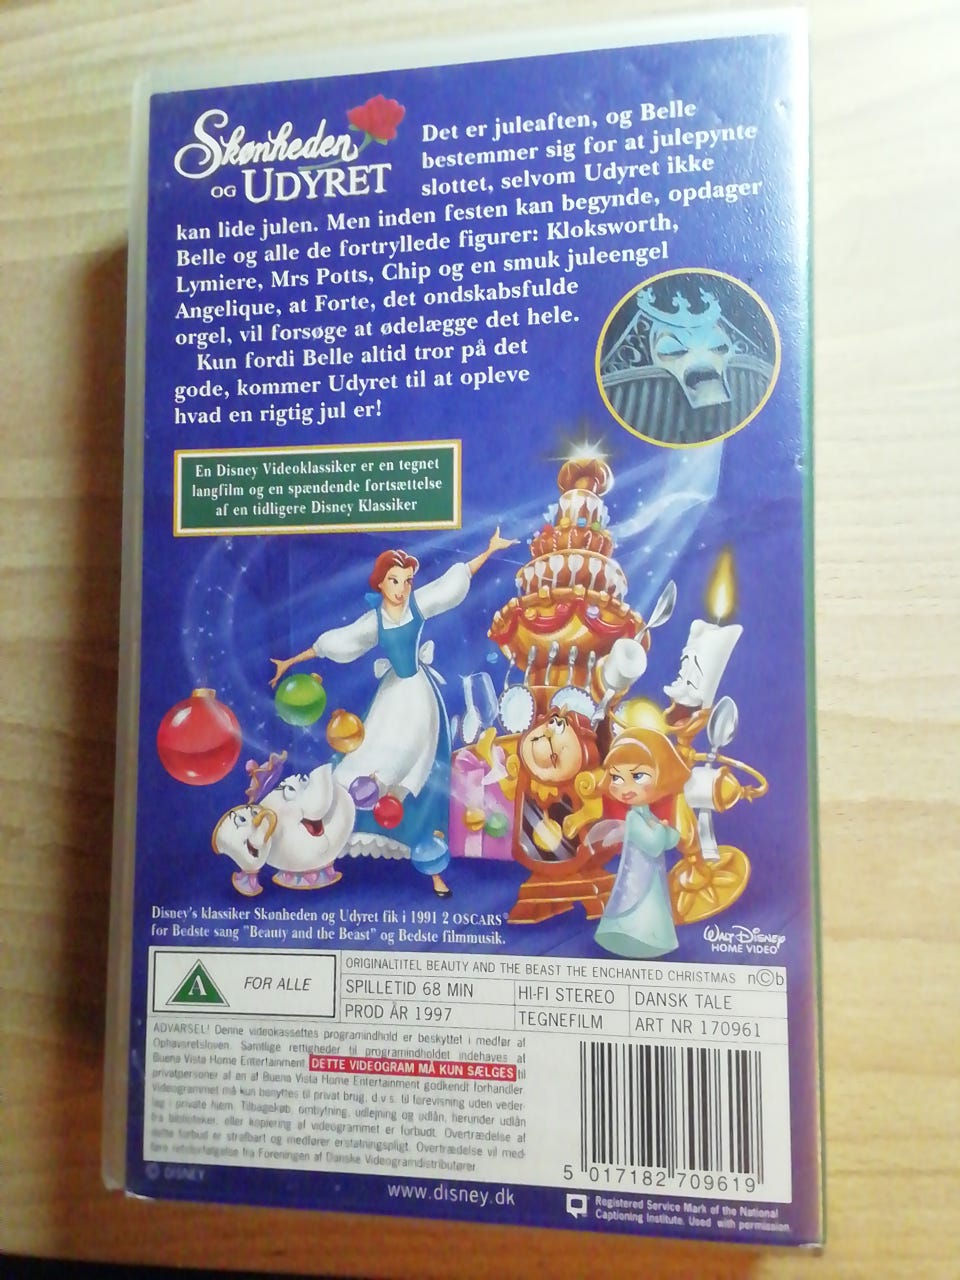 Skønheden
OG UDYRET
Det er juleaften, og Belle
bestemmer sig for at julepynte
slottet, selvom Udyret ikke
kan lide julen. Men inden festen kan begynde, opdager
Belle og alle de fortryllede figurer: Kloksworth,
Lymiere, Mrs Potts, Chip og en smuk juleengel
Angelique, at Forte, det ondskabsfulde
orgel, vil forsøge at ødelægge det hele.
Kun fordi Belle altid tror på det
gode, kommer Udyret til at opleve
hvad en rigtig jul er!
En Disney Videoklassiker er en tegnet
langfilm og en spændende fortsættelse
af en tidligere Disney Klassiker
Disney's klassiker Skønheden og Udyret fik i 1991 2 OSCARS®
for Bedste sang "Beauty and the Beast" og Bedste filmmusik.
WALT DISNEY
HOME VIDEO
A FOR ALLE
ORIGINALTITEL BEAUTY AND THE BEAST THE ENCHANTED CHRISTMAS n©b
SPILLETID 68 MIN HI-FI STEREO DANSK TALE
PROD ÅR 1997 TEGNEFILM ART NR 170961
ADVARSEL! Denne videokassettes programindhold er beskyttet i medfør af
Ophavsretsloven. Samtlige rettigheder til programindholdet indehaves af
Buena Vista Home Entertainment. DETTE VIDEOGRAM MÅ KUN SÆLGES til
privatpersoner af en af Buena Vista Home Entertainment godkendt forhandler
Videogrammet må kun benyttes til privat brug, d.v.s. til forevisning uden veder-
lag i private hjem. Tilbagekøb, ombytning, udlejning og udlån, herunder udlån
fra biblioteker, eller kopiering af videogrammet er forbudt. Overtrædelse af
dette forbud er strafbart og medfører erstatningspligt. Overtrædelse vil med-
føre retsforfølgelse fra Foreningen af Danske Videogramdistributører.
5 017182 709619
© DISNEY
www.disney.dk
Registered Service Mark of the National
Captioning Institute. Used with permission.